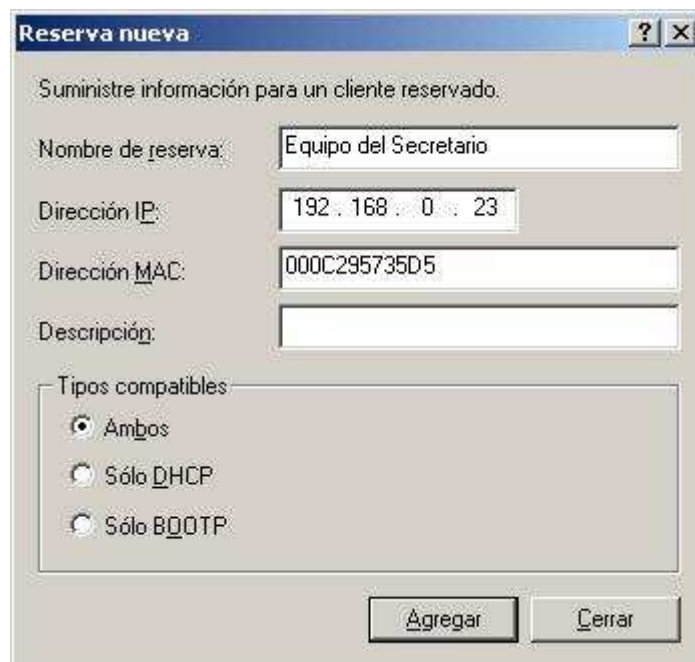 Reserva nueva
Suministre información para un cliente reservado.
Nombre de reserva: Equipo del Secretario
Dirección IP: 192 . 168 . 0 . 23
Dirección MAC: 000C295735D5
Descripción:
Tipos compatibles
Ambos
Sólo DHCP
Sólo BOOTP
Agregar Cerrar